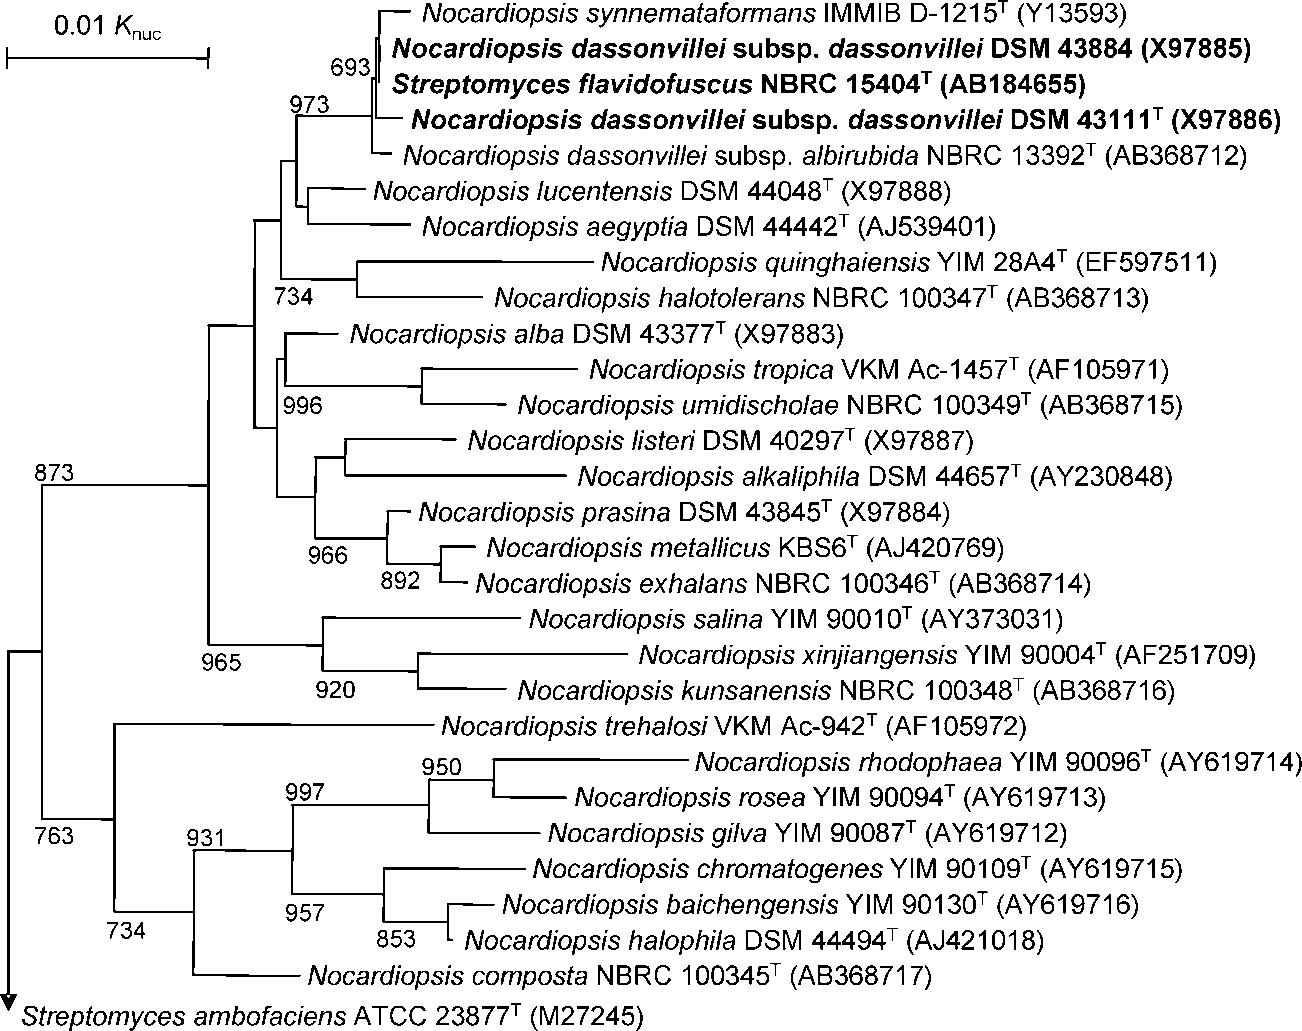 0.01 Knuc
Nocardiopsis synnemataformans IMMIB D-1215T (Y13593)
Nocardiopsis dassonvillei subsp. dassonvillei DSM 43884 (X97885)
693
Streptomyces flavidofuscus NBRC 15404T (AB184655)
973
Nocardiopsis dassonvillei subsp. dassonvillei DSM 43111T (X97886)
Nocardiopsis dassonvillei subsp. albirubida NBRC 13392T (AB368712)
Nocardiopsis lucentensis DSM 44048T (X97888)
Nocardiopsis aegyptia DSM 44442T (AJ539401)
Nocardiopsis quinghaiensis YIM 28A4T (EF597511)
734
Nocardiopsis halotolerans NBRC 100347T (AB368713)
Nocardiopsis alba DSM 43377T (X97883)
Nocardiopsis tropica VKM Ac-1457T (AF105971)
996
Nocardiopsis umidischolae NBRC 100349T (AB368715)
Nocardiopsis listeri DSM 40297T (X97887)
873
Nocardiopsis alkaliphila DSM 44657T (AY230848)
Nocardiopsis prasina DSM 43845T (X97884)
966
Nocardiopsis metallicus KBS6T (AJ420769)
892
Nocardiopsis exhalans NBRC 100346T (AB368714)
Nocardiopsis salina YIM 90010T (AY373031)
965
Nocardiopsis xinjiangensis YIM 90004T (AF251709)
920
Nocardiopsis kunsanensis NBRC 100348T (AB368716)
Nocardiopsis trehalosi VKM Ac-942T (AF105972)
950
Nocardiopsis rhodophaea YIM 90096T (AY619714)
997
Nocardiopsis rosea YIM 90094T (AY619713)
763
931
Nocardiopsis gilva YIM 90087T (AY619712)
Nocardiopsis chromatogenes YIM 90109T (AY619715)
957
Nocardiopsis baichengensis YIM 90130T (AY619716)
734
853
Nocardiopsis halophila DSM 44494T (AJ421018)
Nocardiopsis composta NBRC 100345T (AB368717)
Streptomyces ambofaciens ATCC 23877T (M27245)